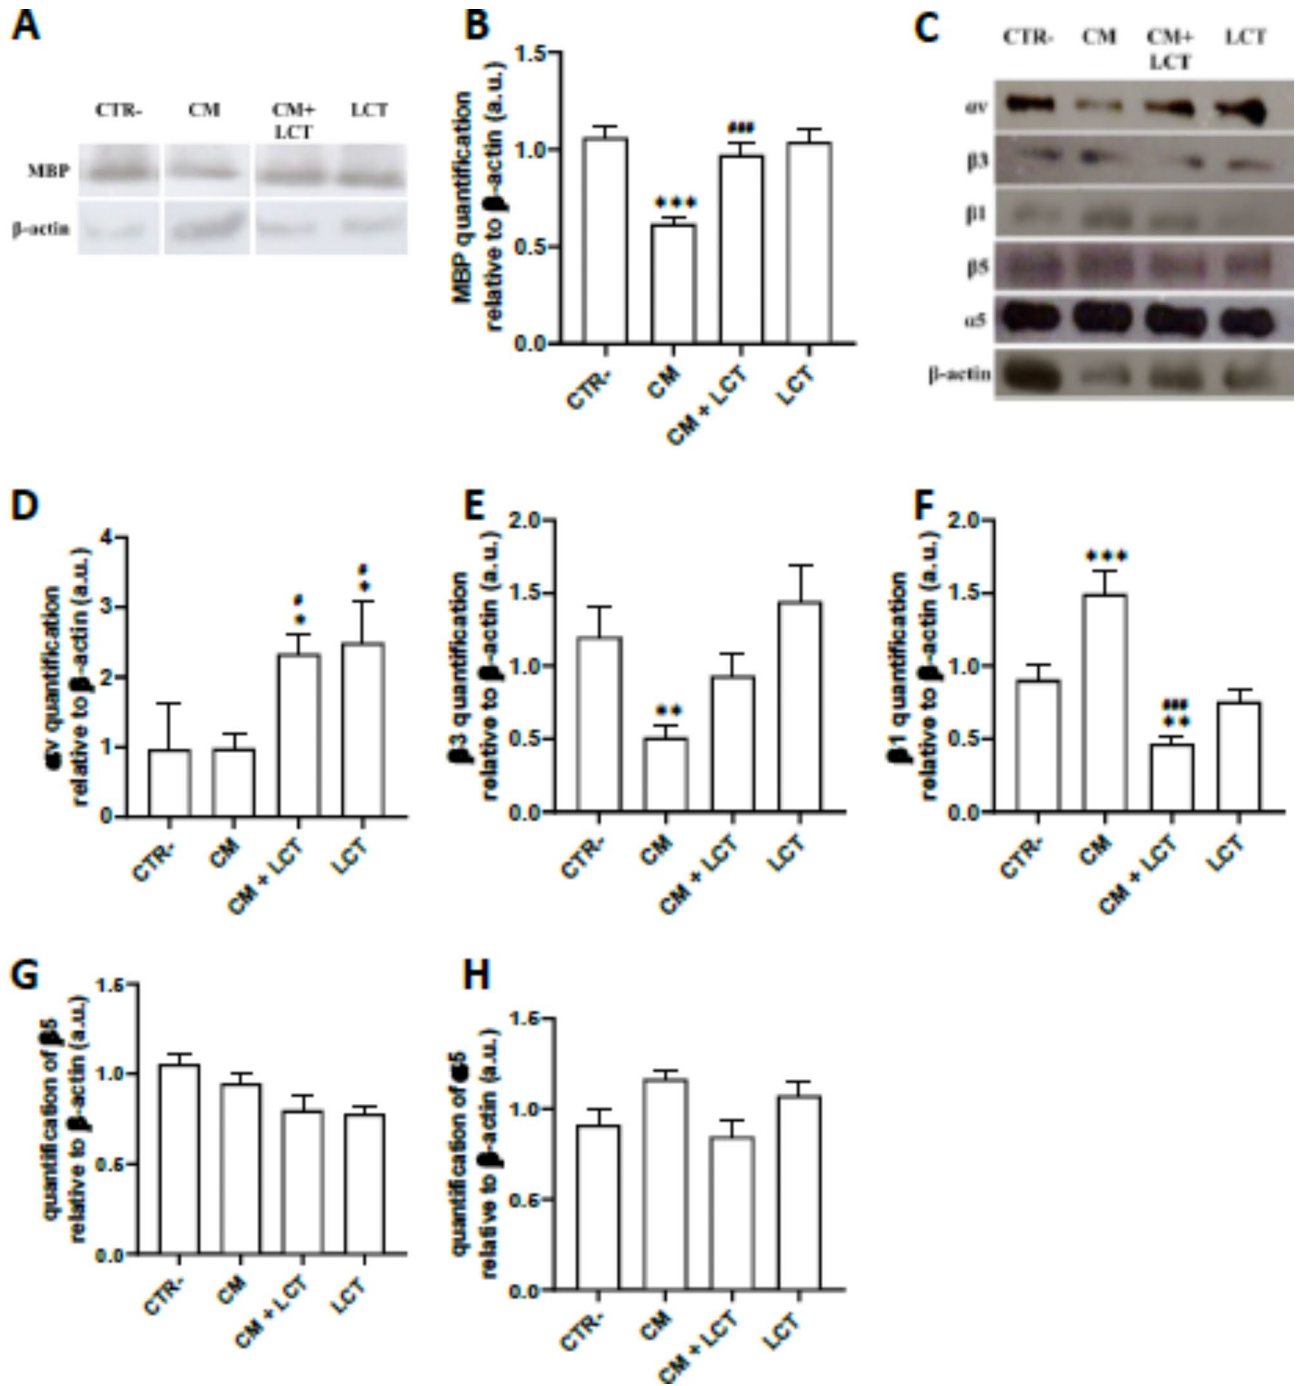 A
CTR- CM CM+ LCT
LCT
MBP
β-actin
B
MBP quantification
relative to β-actin (a.u.)
1.5
1.0
0.5
0.0
***
###
CTR-
CM
CM + LCT
LCT
C
CTR- CM CM+ LCT
LCT
αv
β3
β1
β5
α5
β-actin
D
αv quantification
relative to β-actin (a.u.)
4
3
2
1
0
#
*
#
*
CTR-
CM
CM + LCT
LCT
E
β3 quantification
relative to β-actin (a.u.)
2.0
1.5
1.0
0.5
0.0
**
CTR-
CM
CM + LCT
LCT
F
β1 quantification
relative to β-actin (a.u.)
2.0
1.5
1.0
0.5
0.0
***
###
**
CTR-
CM
CM + LCT
LCT
G
quantification of β5
relative to β-actin (a.u.)
1.5
1.0
0.5
0.0
CTR-
CM
CM + LCT
LCT
H
quantification of α5
relative to β-actin (a.u.)
1.5
1.0
0.5
0.0
CTR-
CM
CM + LCT
LCT